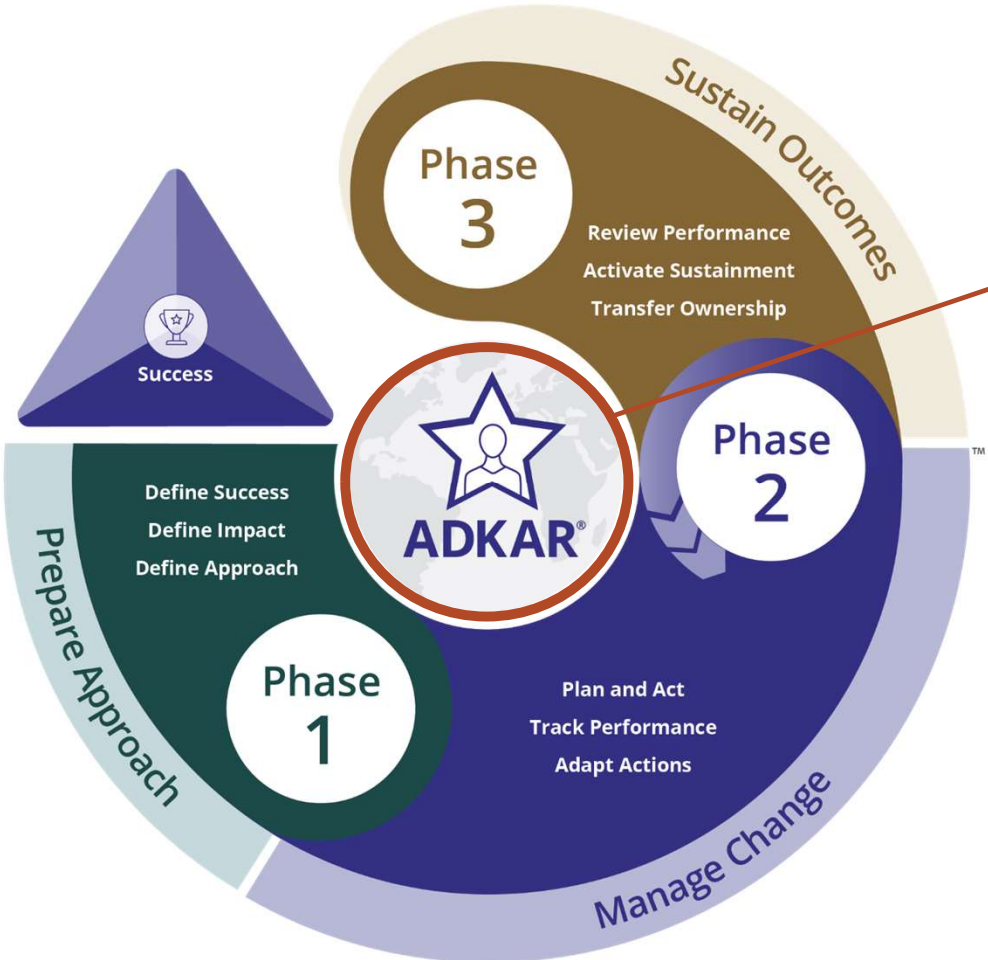 Sustain Outcomes
Phase
3
Review Performance
Activate Sustainment
Transfer Ownership
Success
ADKAR®
Phase
2
™
Define Success
Define Impact
Define Approach
Prepare Approach
Phase
1
Plan and Act
Track Performance
Adapt Actions
Manage Change